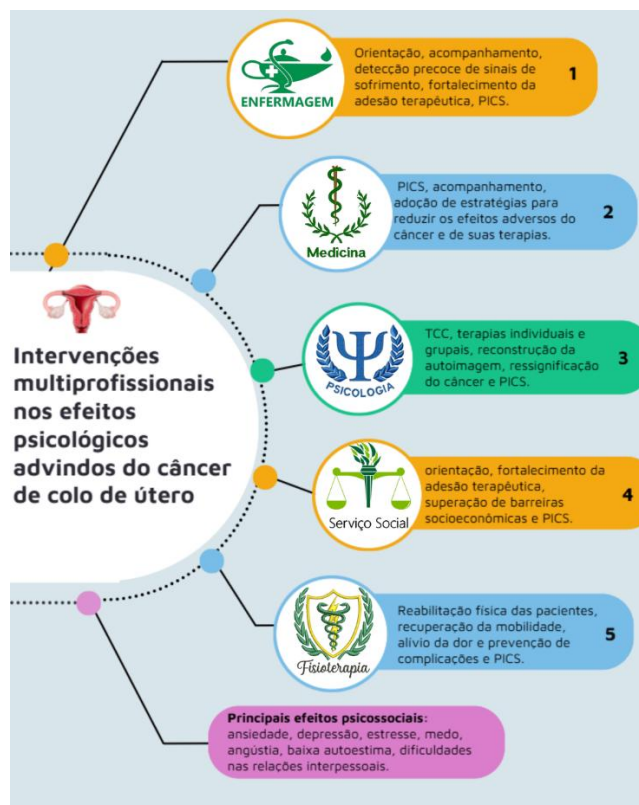 ENFERMAGEM
Orientação, acompanhamento,
detecção precoce de sinais de
sofrimento, fortalecimento da
adesão terapêutica, PICS.
1
Medicina
PICS, acompanhamento,
adoção de estratégias para
reduzir os efeitos adversos do
câncer e de suas terapias.
2
Intervenções
multiprofissionais
nos efeitos
psicológicos
advindos do câncer
de colo de útero
PSICOLOGIA
TCC, terapias individuais e
grupais, reconstrução da
autoimagem, ressignificação
do câncer e PICS.
3
Serviço Social
orientação, fortalecimento da
adesão terapêutica,
superação de barreiras
socioeconômicas e PICS.
4
Fisioterapia
Reabilitação física das pacientes,
recuperação da mobilidade,
alívio da dor e prevenção de
complicações e PICS.
5
Principais efeitos psicossociais:
ansiedade, depressão, estresse, medo,
angústia, baixa autoestima, dificuldades
nas relações interpessoais.